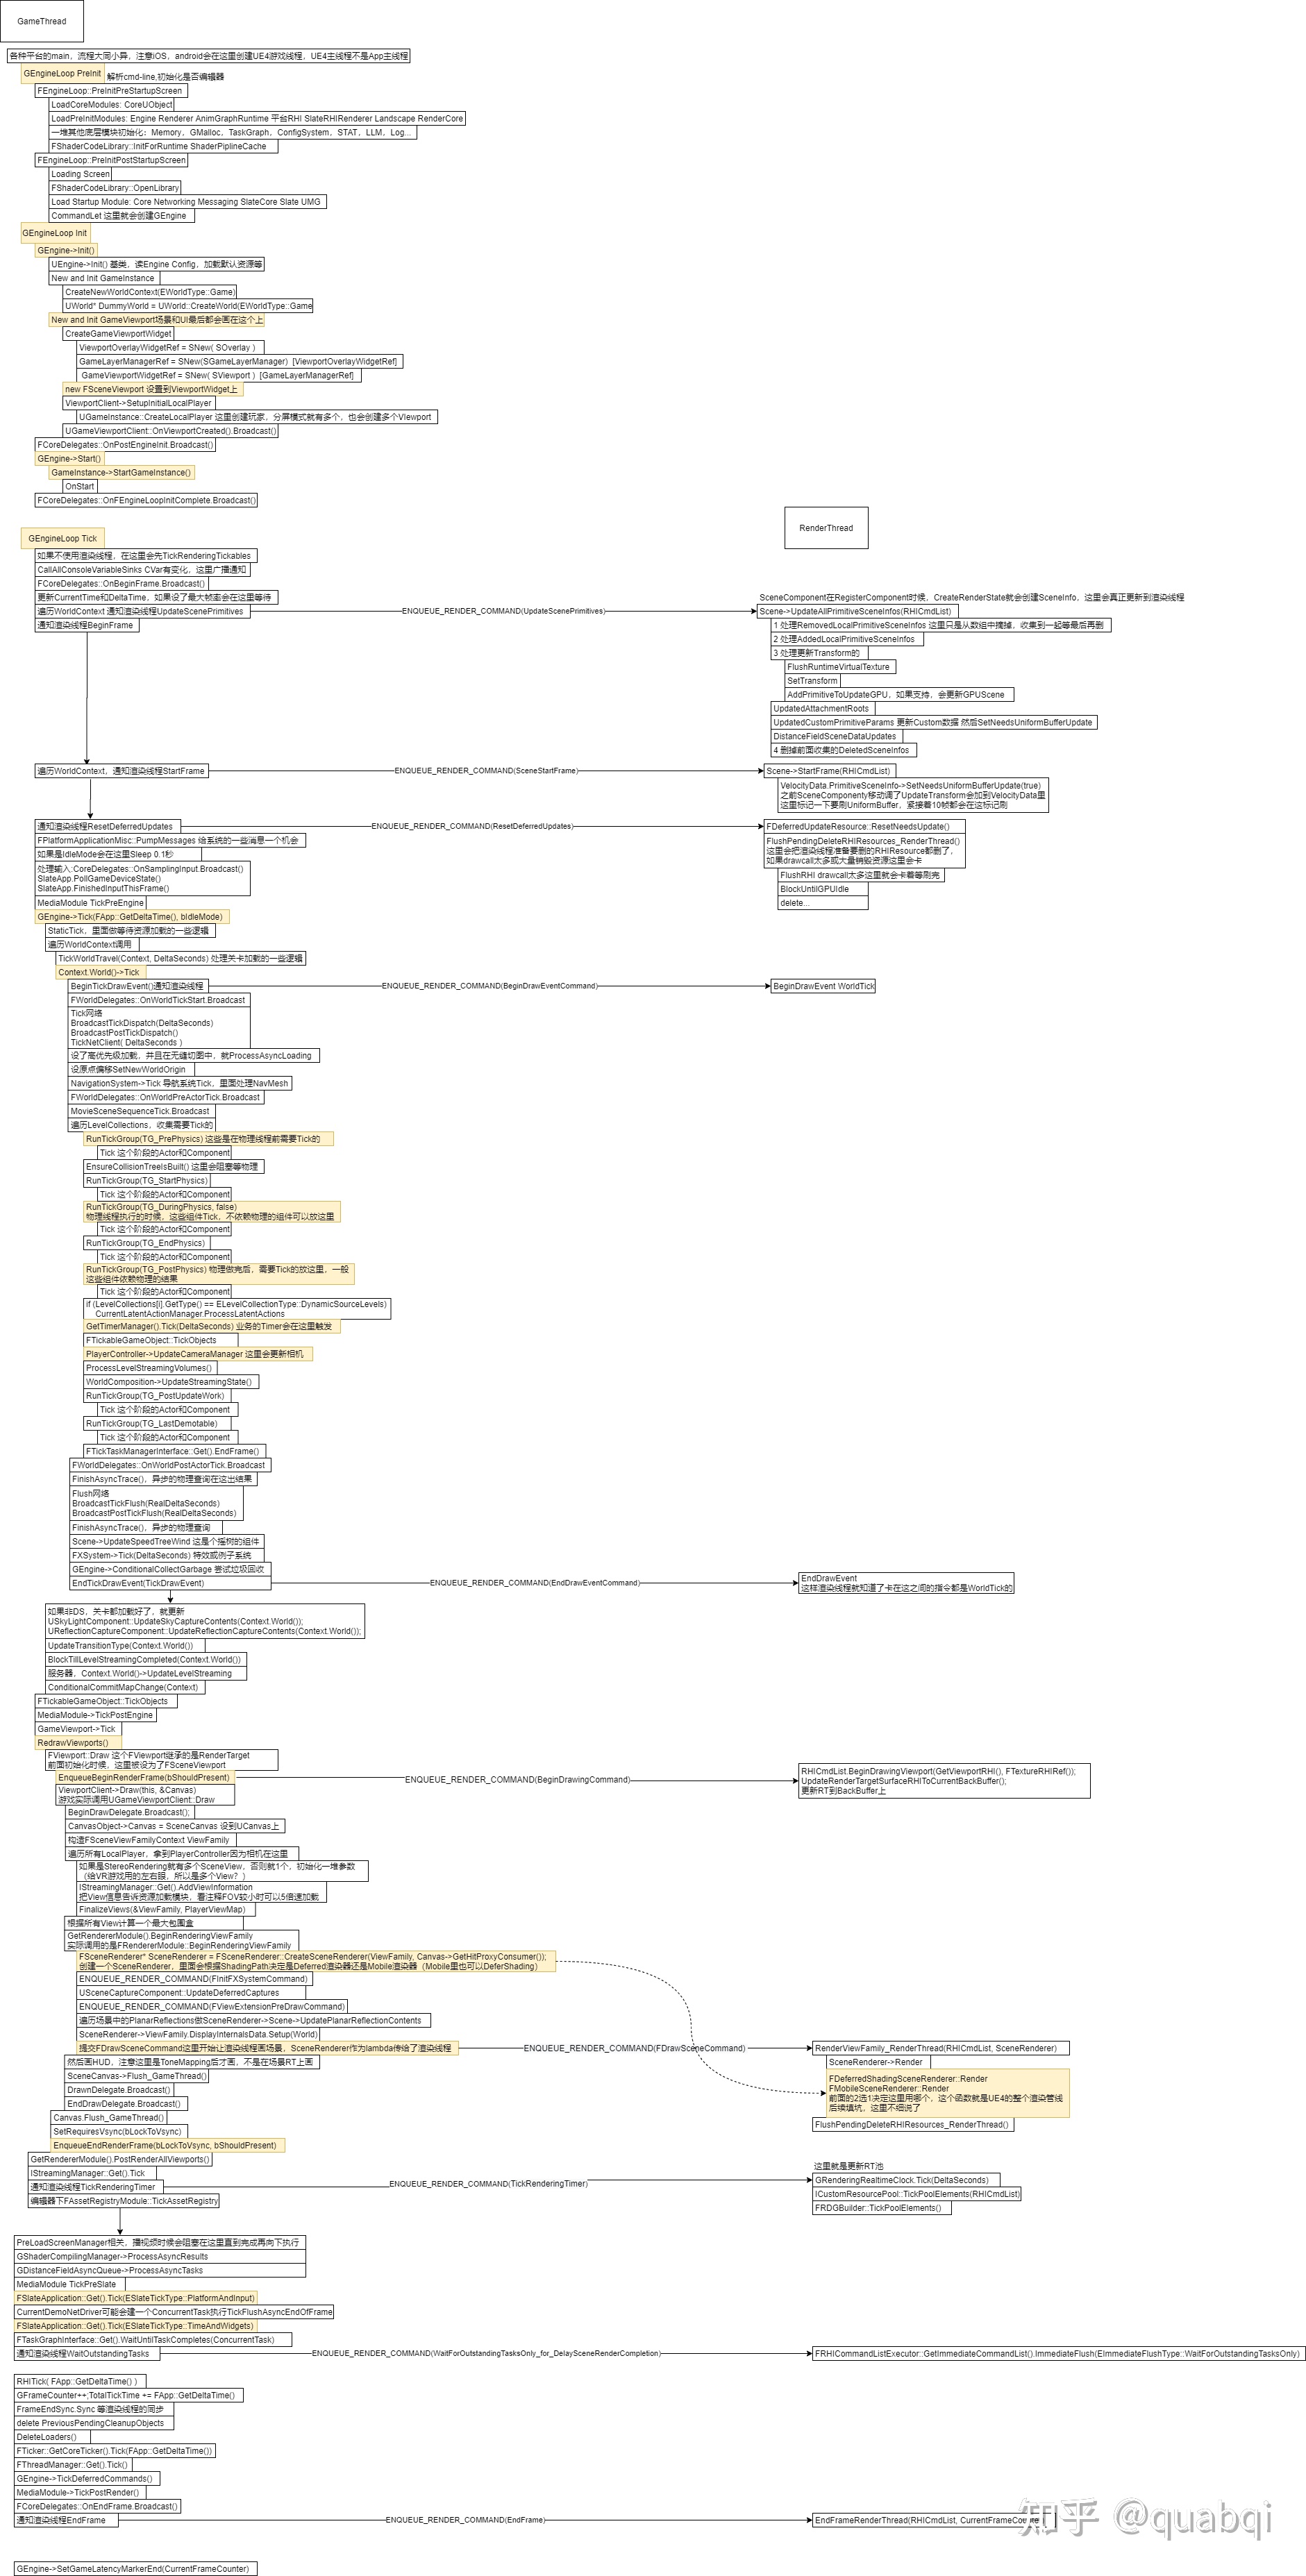 GameThread
各种平台的main，流程大同小异，注意iOS，android会在这里创建UE4游戏线程，UE4主线程不是App主线程
GEngineLoop PreInit
解析cmd-line,初始化是否编辑器
FEngineLoop::PreInitPreStartupScreen
LoadCoreModules: CoreUObject
LoadPreInitModules: Engine Renderer AnimGraphRuntime 平台RHI SlateRHIRenderer Landscape RenderCore
一堆其他底层模块初始化：Memory，GMalloc，TaskGraph，ConfigSystem，STAT，LLM，Log...
FShaderCodeLibrary::InitForRuntime ShaderPiplineCache
FEngineLoop::PreInitPostStartupScreen
Loading Screen
FShaderCodeLibrary::OpenLibrary
Load Startup Module: Core Networking Messaging SlateCore Slate UMG
CommandLet 这里就会创建GEngine
GEngineLoop Init
GEngine->Init()
UEngine->Init() 基类，读Engine Config，加载默认资源等
New and Init GameInstance
CreateNewWorldContext(EWorldType::Game)
UWorld* DummyWorld = UWorld::CreateWorld(EWorldType::Game
New and Init GameViewport场景和UI最后都会画在这个上
CreateGameViewportWidget
ViewportOverlayWidgetRef = SNew( SOverlay )
GameLayerManagerRef = SNew(SGameLayerManager) [ViewportOverlayWidgetRef]
GameViewportWidgetRef = SNew( SViewport ) [GameLayerManagerRef]
new FSceneViewport 设置到ViewportWidget上
ViewportClient->SetupInitialLocalPlayer
UGameInstance::CreateLocalPlayer 这里创建玩家，分屏模式就有多个，也会创建多个VIewport
UGameViewportClient::OnViewportCreated().Broadcast()
FCoreDelegates::OnPostEngineInit.Broadcast()
GEngine->Start()
GameInstance->StartGameInstance()
OnStart
FCoreDelegates::OnFEngineLoopInitComplete.Broadcast()
RenderThread
GEngineLoop Tick
如果不使用渲染线程，在这里会先TickRenderingTickables
CallAllConsoleVariableSinks CVar有变化，这里广播通知
FCoreDelegates::OnBeginFrame.Broadcast()
更新CurrentTime和DeltaTime，如果设了最大帧率会在这里等待
SceneComponent在RegisterComponent时候，CreateRenderState就会创建SceneInfo，这里会真正更新到渲染线程
遍历WorldContext 通知渲染线程UpdateScenePrimitives
ENQUEUE_RENDER_COMMAND(UpdateScenePrimitives)
Scene->UpdateAllPrimitiveSceneInfos(RHICmdList)
通知渲染线程BeginFrame
1 处理RemovedLocalPrimitiveSceneInfos 这里只是从数组中摘掉，收集到一起等最后再删
2 处理AddedLocalPrimitiveSceneInfos
3 处理更新Transform的
FlushRuntimeVirtualTexture
SetTransform
AddPrimitiveToUpdateGPU，如果支持，会更新GPUScene
UpdatedAttachmentRoots
UpdatedCustomPrimitiveParams 更新Custom数据 然后SetNeedsUniformBufferUpdate
DistanceFieldSceneDataUpdates
4 删掉前面收集的DeletedSceneInfos
遍历WorldContext，通知渲染线程StartFrame
ENQUEUE_RENDER_COMMAND(SceneStartFrame)
Scene->StartFrame(RHICmdList)
VelocityData.PrimitiveSceneInfo->SetNeedsUniformBufferUpdate(true)
之前SceneComponenty移动调了UpdateTransform会加到VelocityData里
这里标记一下要刷UniformBuffer，紧接着10帧都会在这标记刷
通知渲染线程ResetDeferredUpdates
ENQUEUE_RENDER_COMMAND(ResetDeferredUpdates)
FDeferredUpdateResource::ResetNeedsUpdate()
FPlatformApplicationMisc::PumpMessages 给系统的一些消息一个机会
如果是IdleMode会在这里Sleep 0.1秒
处理输入:CoreDelegates::OnSamplingInput.Broadcast()
SlateApp.PollGameDeviceState()
SlateApp.FinishedInputThisFrame()
FlushPendingDeleteRHIResources_RenderThread()
这里会把渲染线程准备要删的RHIResource都删了，
如果drawcall太多或大量销毁资源这里会卡
FlushRHI drawcall太多这里就会卡着等刷完
BlockUntilGPUIdle
delete...
MediaModule TickPreEngine
GEngine->Tick(FApp::GetDeltaTime(), bIdleMode)
StaticTick，里面做等待资源加载的一些逻辑
遍历WorldContext调用
TickWorldTravel(Context, DeltaSeconds) 处理关卡加载的一些逻辑
Context.World()->Tick
BeginTickDrawEvent()通知渲染线程
ENQUEUE_RENDER_COMMAND(BeginDrawEventCommand)
BeginDrawEvent WorldTick
FWorldDelegates::OnWorldTickStart.Broadcast
Tick网络
BroadcastTickDispatch(DeltaSeconds)
BroadcastPostTickDispatch()
TickNetClient( DeltaSeconds )
设了高优先级加载，并且在无缝切图中，就ProcessAsyncLoading
设原点偏移SetNewWorldOrigin
NavigationSystem->Tick 导航系统Tick，里面处理NavMesh
FWorldDelegates::OnWorldPreActorTick.Broadcast
MovieSceneSequenceTick.Broadcast
遍历LevelCollections，收集需要Tick的
RunTickGroup(TG_PrePhysics) 这些是在物理线程前需要Tick的
Tick 这个阶段的Actor和Component
EnsureCollisionTreeIsBuilt() 这里会阻塞等物理
RunTickGroup(TG_StartPhysics)
Tick 这个阶段的Actor和Component
RunTickGroup(TG_DuringPhysics, false)
物理线程执行的时候，这些组件Tick，不依赖物理的组件可以放这里
Tick 这个阶段的Actor和Component
RunTickGroup(TG_EndPhysics)
Tick 这个阶段的Actor和Component
RunTickGroup(TG_PostPhysics) 物理做完后，需要Tick的放这里，一般
这些组件依赖物理的结果
Tick 这个阶段的Actor和Component
if (LevelCollections[i].GetType() == ELevelCollectionType::DynamicSourceLevels)
CurrentLatentActionManager.ProcessLatentActions
GetTimerManager().Tick(DeltaSeconds) 业务的Timer会在这里触发
FTickableGameObject::TickObjects
PlayerController->UpdateCameraManager 这里会更新相机
ProcessLevelStreamingVolumes()
WorldComposition->UpdateStreamingState()
RunTickGroup(TG_PostUpdateWork)
Tick 这个阶段的Actor和Component
RunTickGroup(TG_LastDemotable)
Tick 这个阶段的Actor和Component
FTickTaskManagerInterface::Get().EndFrame()
FWorldDelegates::OnWorldPostActorTick.Broadcast
FinishAsyncTrace()，异步的物理查询在这出结果
Flush网络
BroadcastTickFlush(RealDeltaSeconds)
BroadcastPostTickFlush(RealDeltaSeconds)
FinishAsyncTrace()，异步的物理查询
Scene->UpdateSpeedTreeWind 这是个摇树的组件
FXSystem->Tick(DeltaSeconds) 特效或例子系统
GEngine->ConditionalCollectGarbage 尝试垃圾回收
EndTickDrawEvent(TickDrawEvent)
ENQUEUE_RENDER_COMMAND(EndDrawEventCommand)
EndDrawEvent
这样渲染线程就知道了卡在这之间的指令都是WorldTick的
如果非DS，关卡都加载好了，就更新
USkyLightComponent::UpdateSkyCaptureContents(Context.World());
UReflectionCaptureComponent::UpdateReflectionCaptureContents(Context.World());
UpdateTransitionType(Context.World())
BlockTillLevelStreamingCompleted(Context.World())
服务器，Context.World()->UpdateLevelStreaming
ConditionalCommitMapChange(Context)
FTickableGameObject::TickObjects
MediaModule->TickPostEngine
GameViewport->Tick
RedrawViewports()
FViewport::Draw 这个FViewport继承的是RenderTarget
前面初始化时候，这里被设为了FSceneViewport
EnqueueBeginRenderFrame(bShouldPresent)
ENQUEUE_RENDER_COMMAND(BeginDrawingCommand)
RHICmdList.BeginDrawingViewport(GetViewportRHI(), FTextureRHIRef());
UpdateRenderTargetSurfaceRHIToCurrentBackBuffer();
更新RT到BackBuffer上
ViewportClient->Draw(this, &Canvas)
游戏实际调用UGameViewportClient::Draw
BeginDrawDelegate.Broadcast();
CanvasObject->Canvas = SceneCanvas 设到UCanvas上
构造FSceneViewFamilyContext ViewFamily
遍历所有LocalPlayer，拿到PlayerController因为相机在这里
如果是StereoRendering就有多个SceneView，否则就1个，初始化一堆参数
（给VR游戏用的左右眼，所以是多个View？）
IStreamingManager::Get().AddViewInformation
把View信息告诉资源加载模块，看注释FOV较小时可以5倍速加载
FinalizeViews(&ViewFamily, PlayerViewMap)
根据所有View计算一个最大包围盒
GetRendererModule().BeginRenderingViewFamily
实际调用的是FRendererModule::BeginRenderingViewFamily
FSceneRenderer* SceneRenderer = FSceneRenderer::CreateSceneRenderer(ViewFamily, Canvas->GetHitProxyConsumer());
创建一个SceneRenderer，里面会根据ShadingPath决定是Deferred渲染器还是Mobile渲染器（Mobile里也可以DeferShading）
ENQUEUE_RENDER_COMMAND(FInitFXSystemCommand)
USceneCaptureComponent::UpdateDeferredCaptures
ENQUEUE_RENDER_COMMAND(FViewExtensionPreDrawCommand)
遍历场景中的PlanarReflections做SceneRenderer->Scene->UpdatePlanarReflectionContents
SceneRenderer->ViewFamily.DisplayInternalsData.Setup(World)
提交FDrawSceneCommand这里开始让渲染线程画场景，SceneRenderer作为lambda传给了渲染线程
ENQUEUE_RENDER_COMMAND(FDrawSceneCommand)
RenderViewFamily_RenderThread(RHICmdList, SceneRenderer)
然后画HUD，注意这里是ToneMapping后才画，不是在场景RT上画
SceneRenderer->Render
SceneCanvas->Flush_GameThread()
FDeferredShadingSceneRenderer::Render
FMobileSceneRenderer::Render
前面的2选1决定这里用哪个，这个函数就是UE4的整个渲染管线
后续填坑，这里不细说了
DrawnDelegate.Broadcast()
EndDrawDelegate.Broadcast()
Canvas.Flush_GameThread()
FlushPendingDeleteRHIResources_RenderThread()
SetRequiresVsync(bLockToVsync)
EnqueueEndRenderFrame(bLockToVsync, bShouldPresent)
GetRendererModule().PostRenderAllViewports()
IStreamingManager::Get().Tick
这里就是更新RT池
通知渲染线程TickRenderingTimer
ENQUEUE_RENDER_COMMAND(TickRenderingTimer)
GRenderingRealtimeClock.Tick(DeltaSeconds)
ICustomResourcePool::TickPoolElements(RHICmdList)
编辑器下FAssetRegistryModule::TickAssetRegistry
FRDGBuilder::TickPoolElements()
PreLoadScreenManager相关，播视频时候会阻塞在这里直到完成再向下执行
GShaderCompilingManager->ProcessAsyncResults
GDistanceFieldAsyncQueue->ProcessAsyncTasks
MediaModule TickPreSlate
FSlateApplication::Get().Tick(ESlateTickType::PlatformAndInput)
CurrentDemoNetDriver可能会建一个ConcurrentTask执行TickFlushAsyncEndOfFrame
FSlateApplication::Get().Tick(ESlateTickType::TimeAndWidgets)
FTaskGraphInterface::Get().WaitUntilTaskCompletes(ConcurrentTask)
通知渲染线程WaitOutstandingTasks
ENQUEUE_RENDER_COMMAND(WaitForOutstandingTasksOnly_for_DelaySceneRenderCompletion)
FRHICommandListExecutor::GetImmediateCommandList().ImmediateFlush(EImmediateFlushType::WaitForOutstandingTasksOnly)
RHITick( FApp::GetDeltaTime() )
GFrameCounter++;TotalTickTime += FApp::GetDeltaTime()
FrameEndSync.Sync 等渲染线程的同步
delete PreviousPendingCleanupObjects
DeleteLoaders()
FTicker::GetCoreTicker().Tick(FApp::GetDeltaTime())
FThreadManager::Get().Tick()
GEngine->TickDeferredCommands()
MediaModule->TickPostRender()
FCoreDelegates::OnEndFrame.Broadcast()
通知渲染线程EndFrame
ENQUEUE_RENDER_COMMAND(EndFrame)
EndFrameRenderThread(RHICmdList, CurrentFrameCounter)
知乎 @quabqi
GEngine->SetGameLatencyMarkerEnd(CurrentFrameCounter)